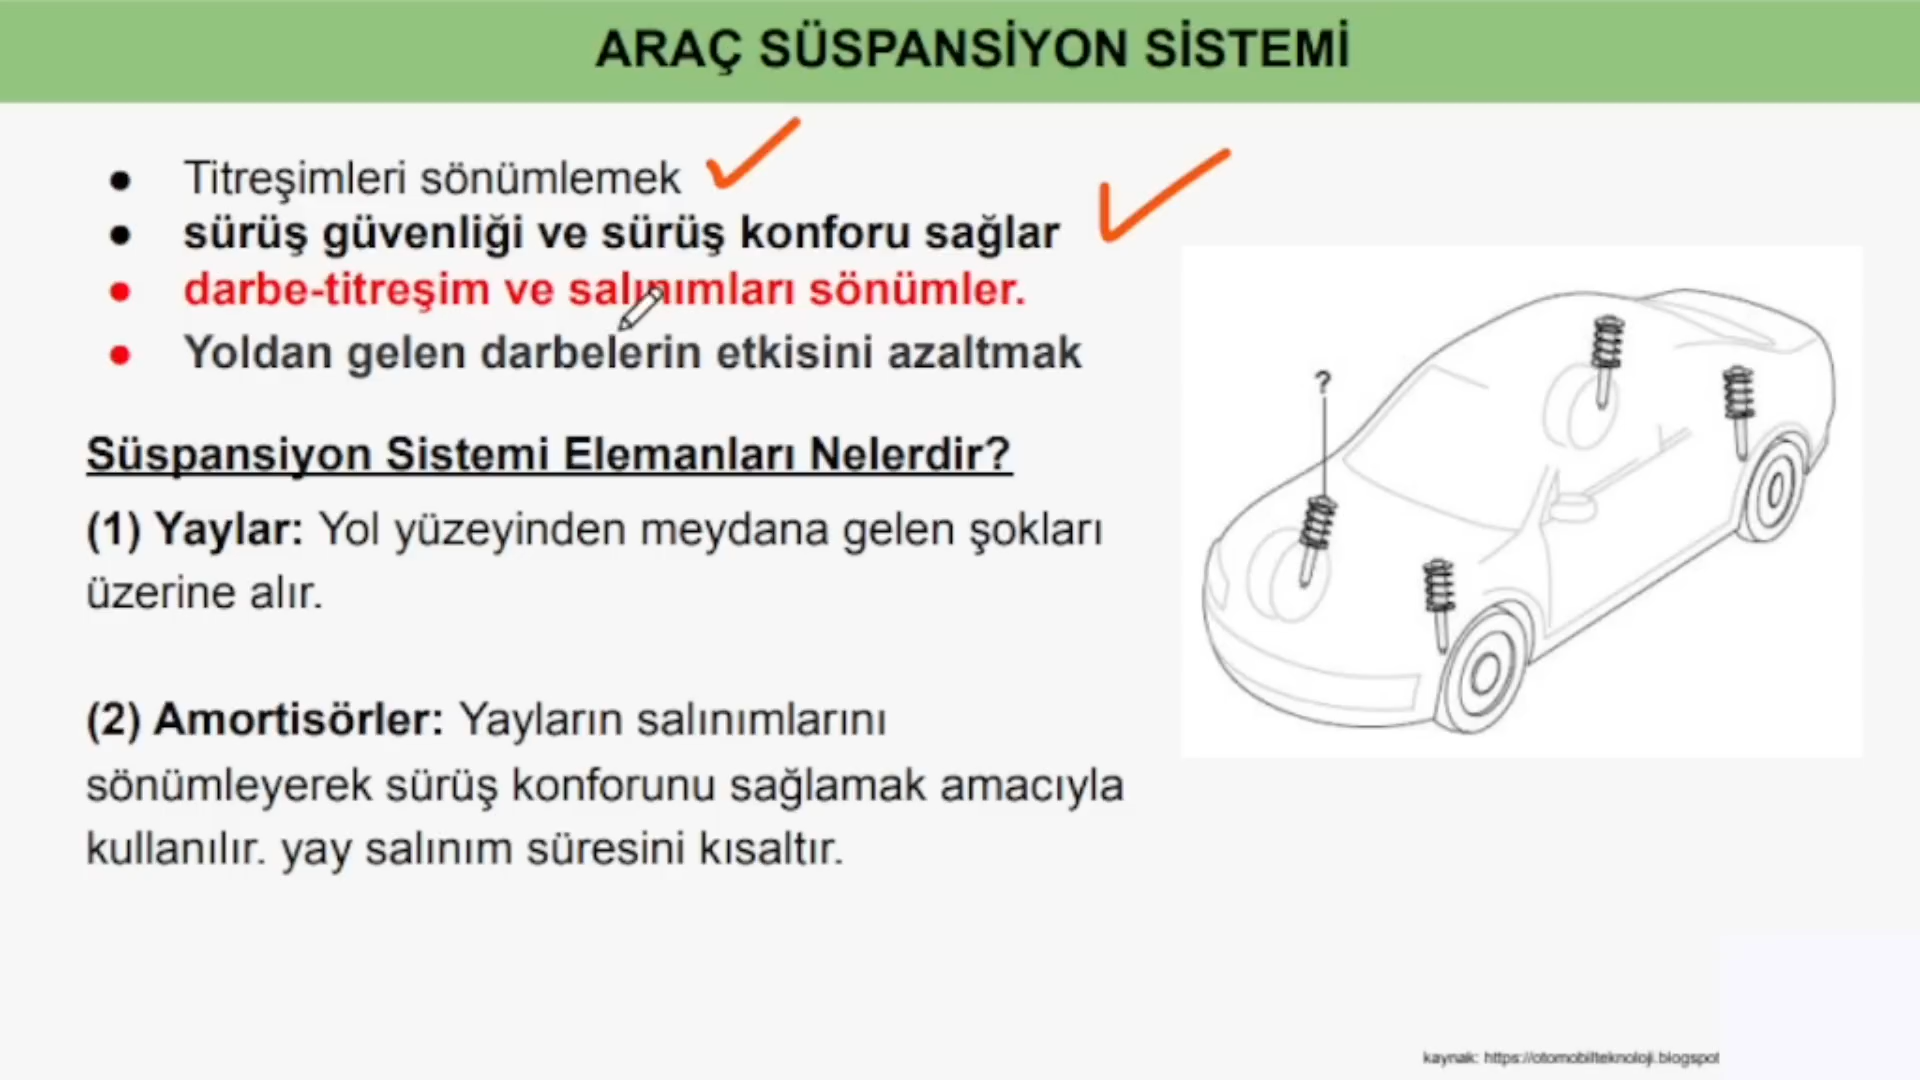 ARAÇ SÜSPANSİYON SİSTEMİ
● Titreşimleri sönümlemek
● sürüş güvenliği ve sürüş konforu sağlar
● darbe-titreşim ve salınımları sönümler.
● Yoldan gelen darbelerin etkisini azaltmak
?
Süspansiyon Sistemi Elemanları Nelerdir?
(1) Yaylar: Yol yüzeyinden meydana gelen şokları
üzerine alır.
(2) Amortisörler: Yayların salınımlarını
sönümleyerek sürüş konforunu sağlamak amacıyla
kullanılır. yay salınım süresini kısaltır.
kaynak: https://otomobilteknoloji.blogspot